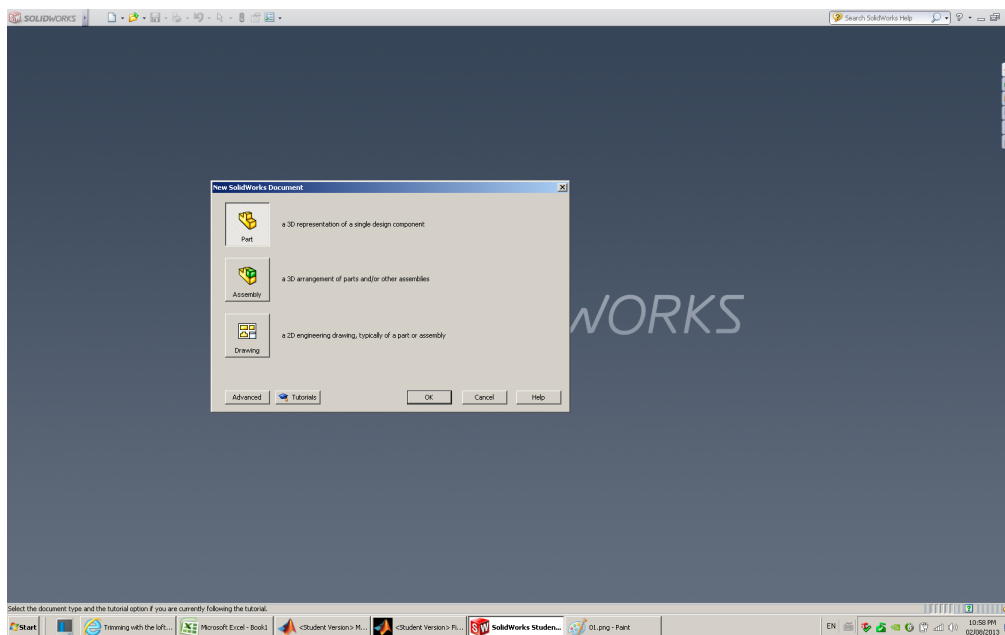 SOLIDWORKS
Search SolidWorks Help
WORKS
New SolidWorks Document
Part
a 3D representation of a single design component
Assembly
a 3D arrangement of parts and/or other assemblies
Drawing
a 2D engineering drawing, typically of a part or assembly
Advanced
Tutorials
OK
Cancel
Help
Select the document type and the tutorial option if you are currently following the tutorial.
Start
Trimming with the loft...
Microsoft Excel - Book1
<Student Version> M...
<Student Version> Fi...
SolidWorks Studen...
01.png - Paint
EN
10:58 PM
02/08/2013